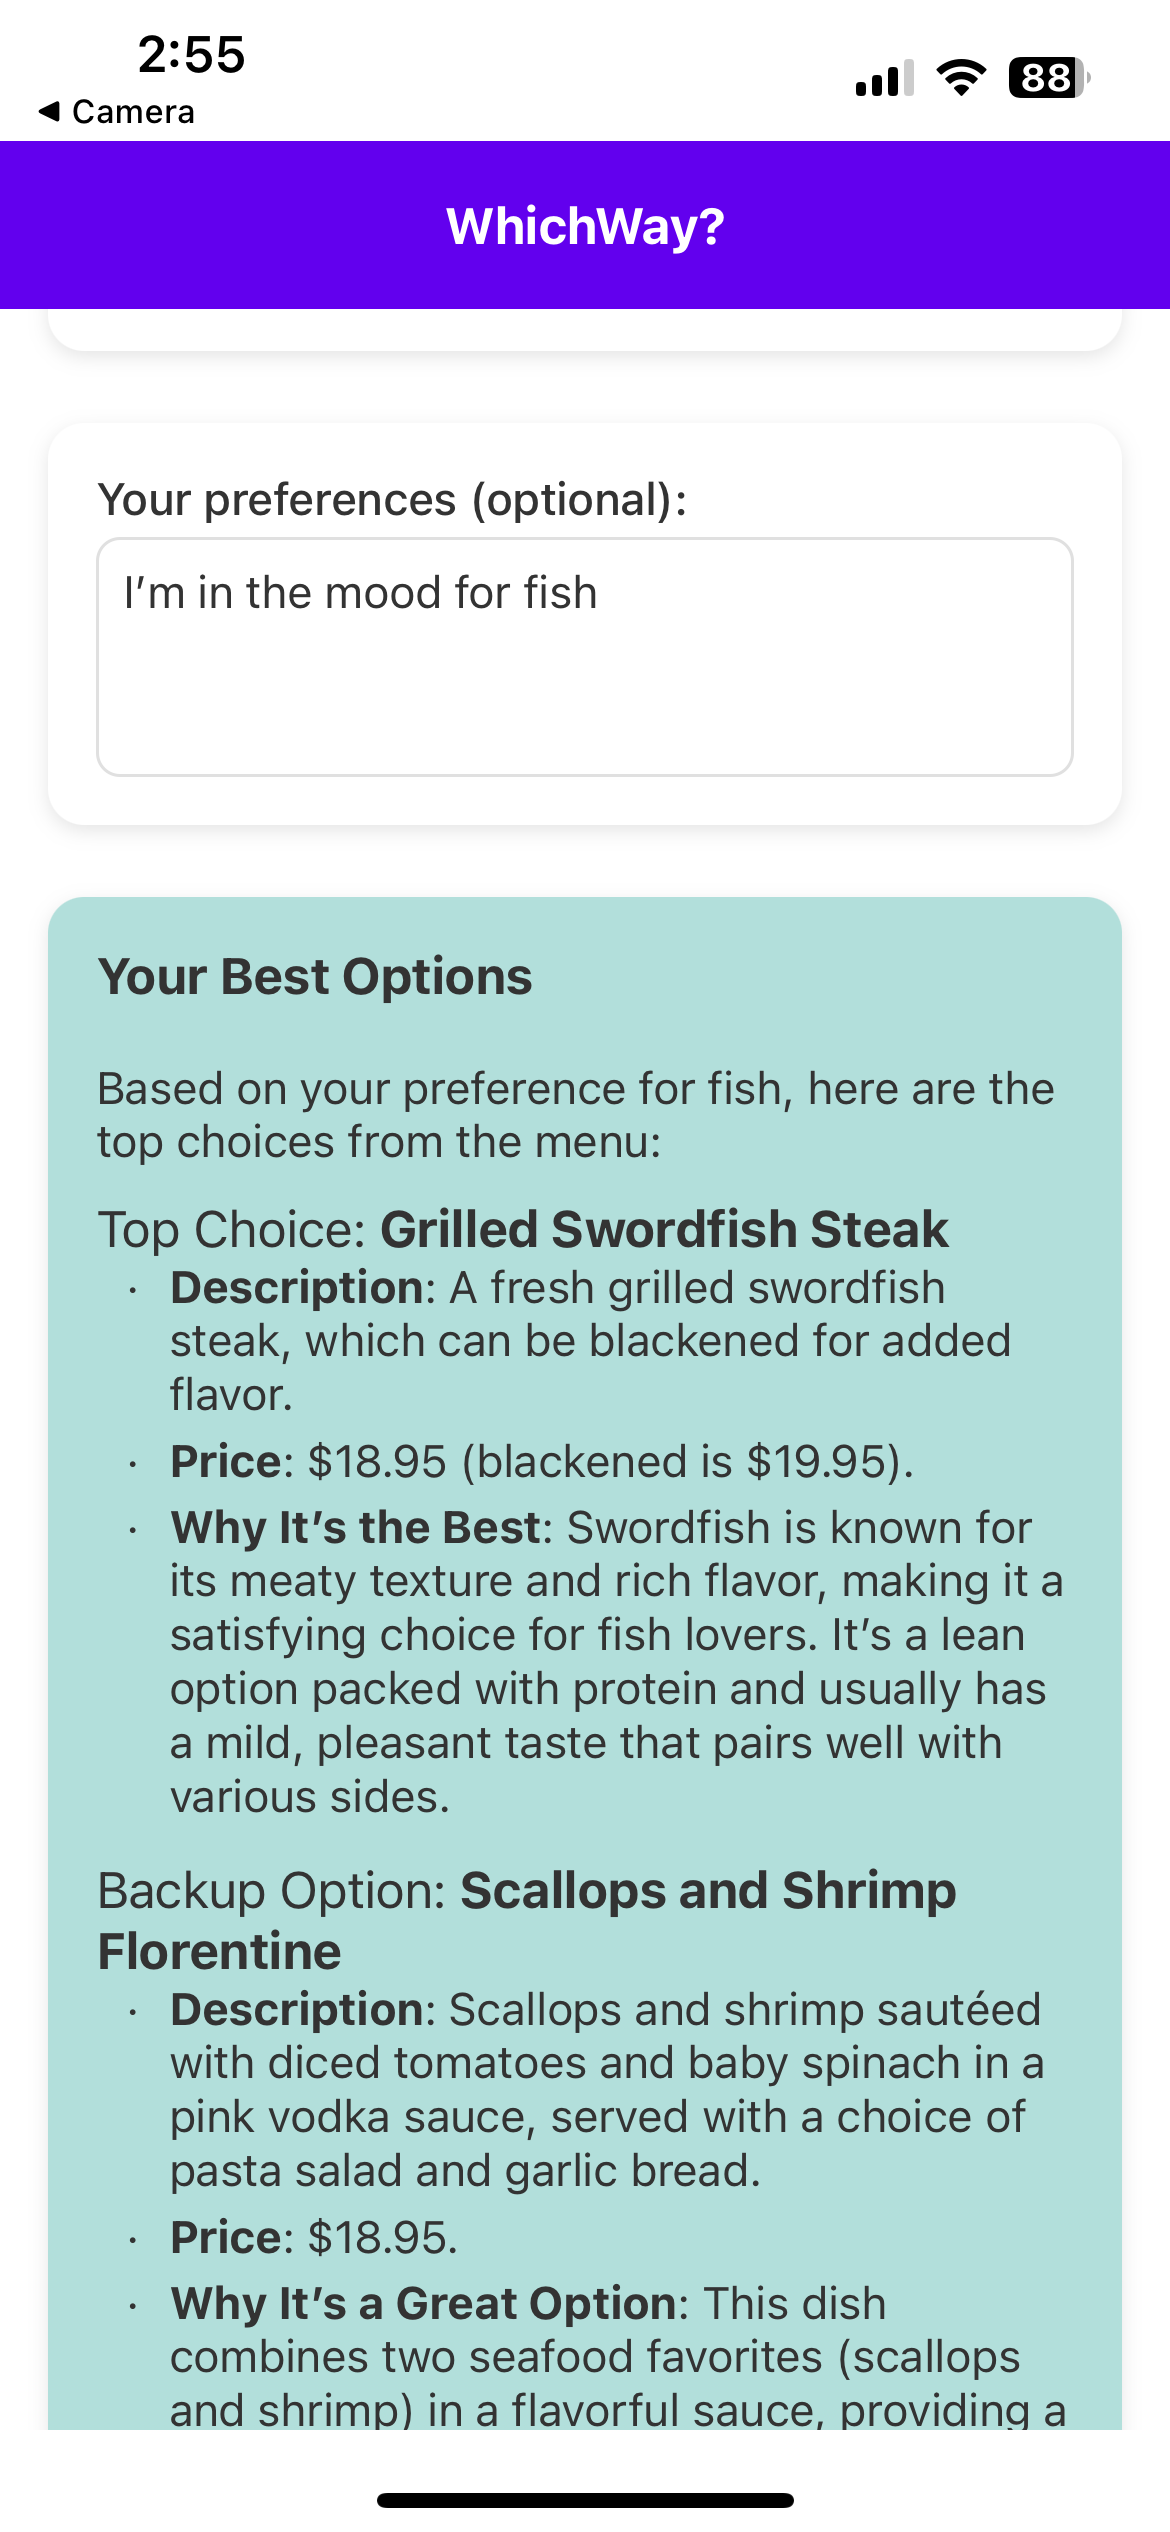 2:55
88
◀ Camera
WhichWay?
Your preferences (optional):
I’m in the mood for fish
Your Best Options
Based on your preference for fish, here are the
top choices from the menu:
Top Choice: Grilled Swordfish Steak
· Description: A fresh grilled swordfish
steak, which can be blackened for added
flavor.
· Price: $18.95 (blackened is $19.95).
· Why It’s the Best: Swordfish is known for
its meaty texture and rich flavor, making it a
satisfying choice for fish lovers. It’s a lean
option packed with protein and usually has
a mild, pleasant taste that pairs well with
various sides.
Backup Option: Scallops and Shrimp
Florentine
· Description: Scallops and shrimp sautéed
with diced tomatoes and baby spinach in a
pink vodka sauce, served with a choice of
pasta salad and garlic bread.
· Price: $18.95.
· Why It’s a Great Option: This dish
combines two seafood favorites (scallops
and shrimp) in a flavorful sauce, providing a